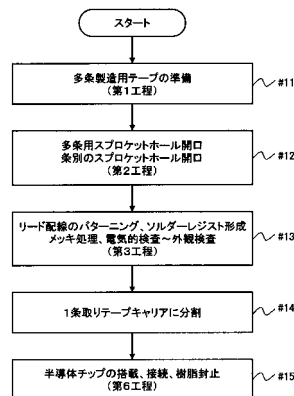 スタート
多条製造用テープの準備
(第1工程)
#11
多条用スプロケットホール開口
条別のスプロケットホール開口
(第2工程)
#12
リード配線のパターニング、ソルダーレジスト形成
メッキ処理、電気的検査~外観検査
(第3工程)
#13
1条取りテープキャリアに分割
#14
半導体チップの搭載、接続、樹脂封止
(第6工程)
#15